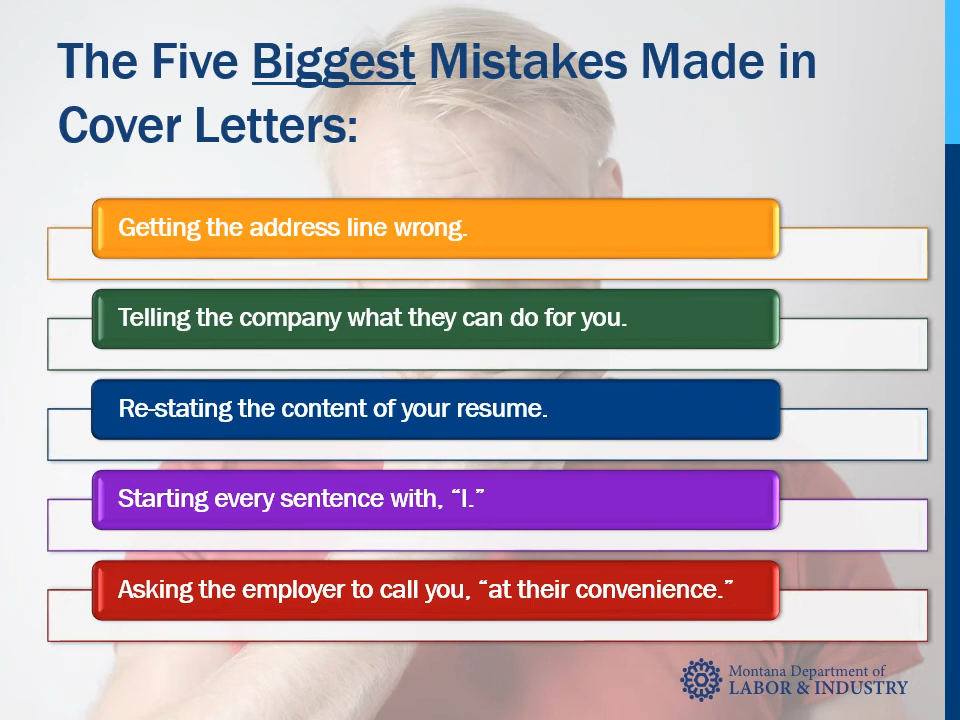 The Five Biggest Mistakes Made in
Cover Letters:
Getting the address line wrong.
Telling the company what they can do for you.
Re-stating the content of your resume.
Starting every sentence with, “I.”
Asking the employer to call you, “at their convenience.”
Montana Department of
LABOR & INDUSTRY